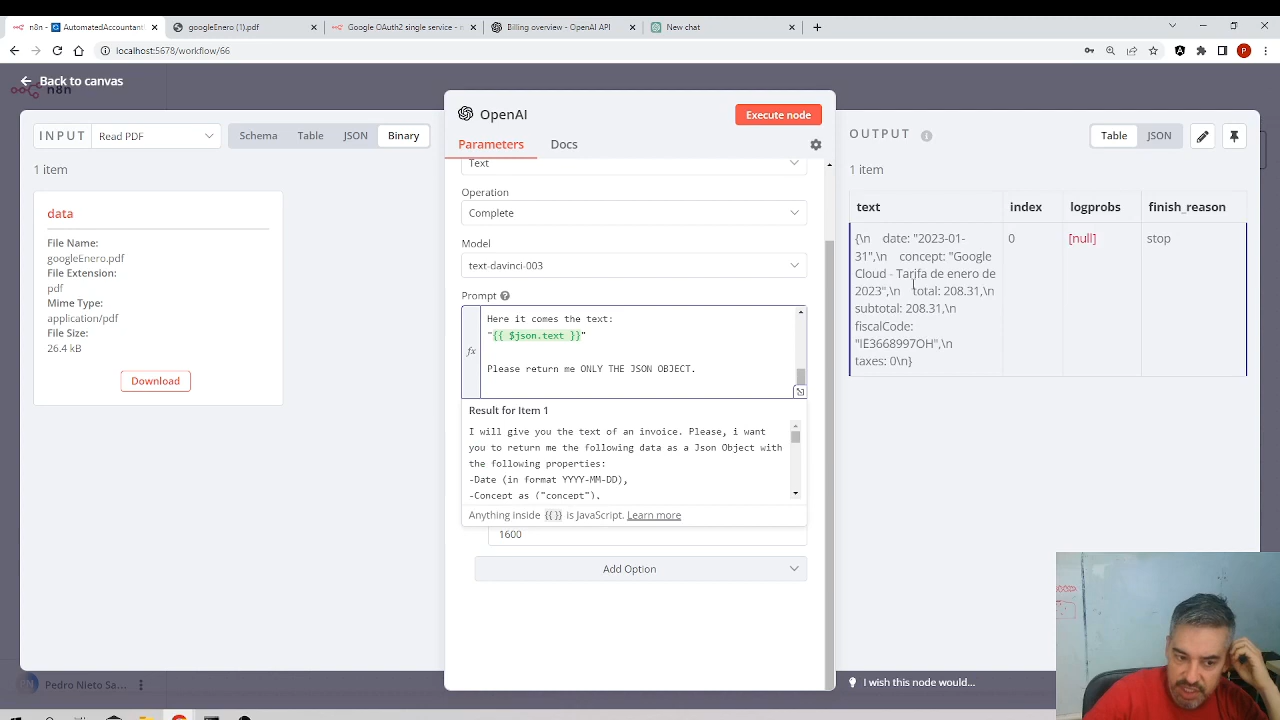 n8n - AutomatedAccountant
googleEnero (1).pdf
Google OAuth2 single service - n
Billing overview - OpenAI API
New chat
localhost:5678/workflow/66
P
Back to canvas
n8n
INPUT
Read PDF
Schema
Table
JSON
Binary
1 item
data
File Name:
googleEnero.pdf
File Extension:
pdf
Mime Type:
application/pdf
File Size:
26.4 kB
Download
OpenAI
Execute node
Parameters
Docs
Text
Operation
Complete
Model
text-davinci-003
Prompt
fx
Here it comes the text:
"{{ $json.text }}"
Please return me ONLY THE JSON OBJECT.
Result for Item 1
I will give you the text of an invoice. Please, i want
you to return me the following data as a Json Object with
the following properties:
-Date (in format YYYY-MM-DD),
-Concept as ("concept").
Anything inside {{}} is JavaScript. Learn more
1600
Add Option
OUTPUT
Table
JSON
1 item
text
index
logprobs
finish_reason
{\n date: "2023-01-
31",\n concept: "Google
Cloud - Tarifa de enero de
2023",\n total: 208.31,\n
subtotal: 208.31,\n
fiscalCode:
"IE3668997OH",\n
taxes: 0\n}
0
[null]
stop
I wish this node would...
PN
Pedro Nieto Sa...